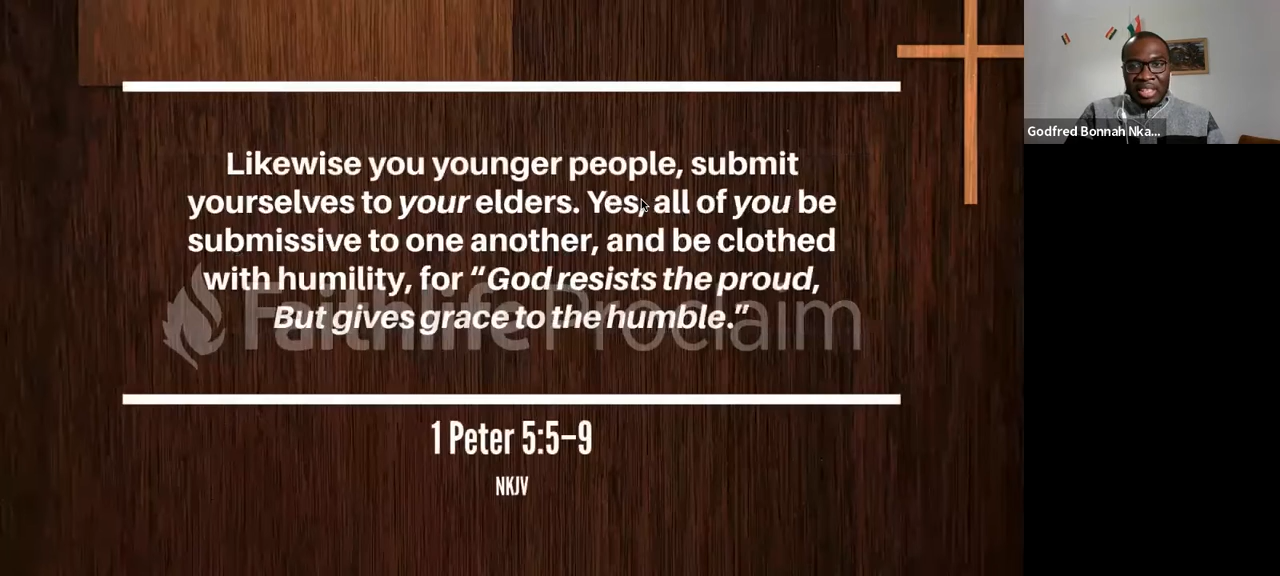 Likewise you younger people, submit
yourselves to your elders. Yes, all of you be
submissive to one another, and be clothed
with humility, for “God resists the proud,
But gives grace to the humble.”
Faithlife Proclaim
1 Peter 5:5–9
NKJV
Godfred Bonnah Nka...